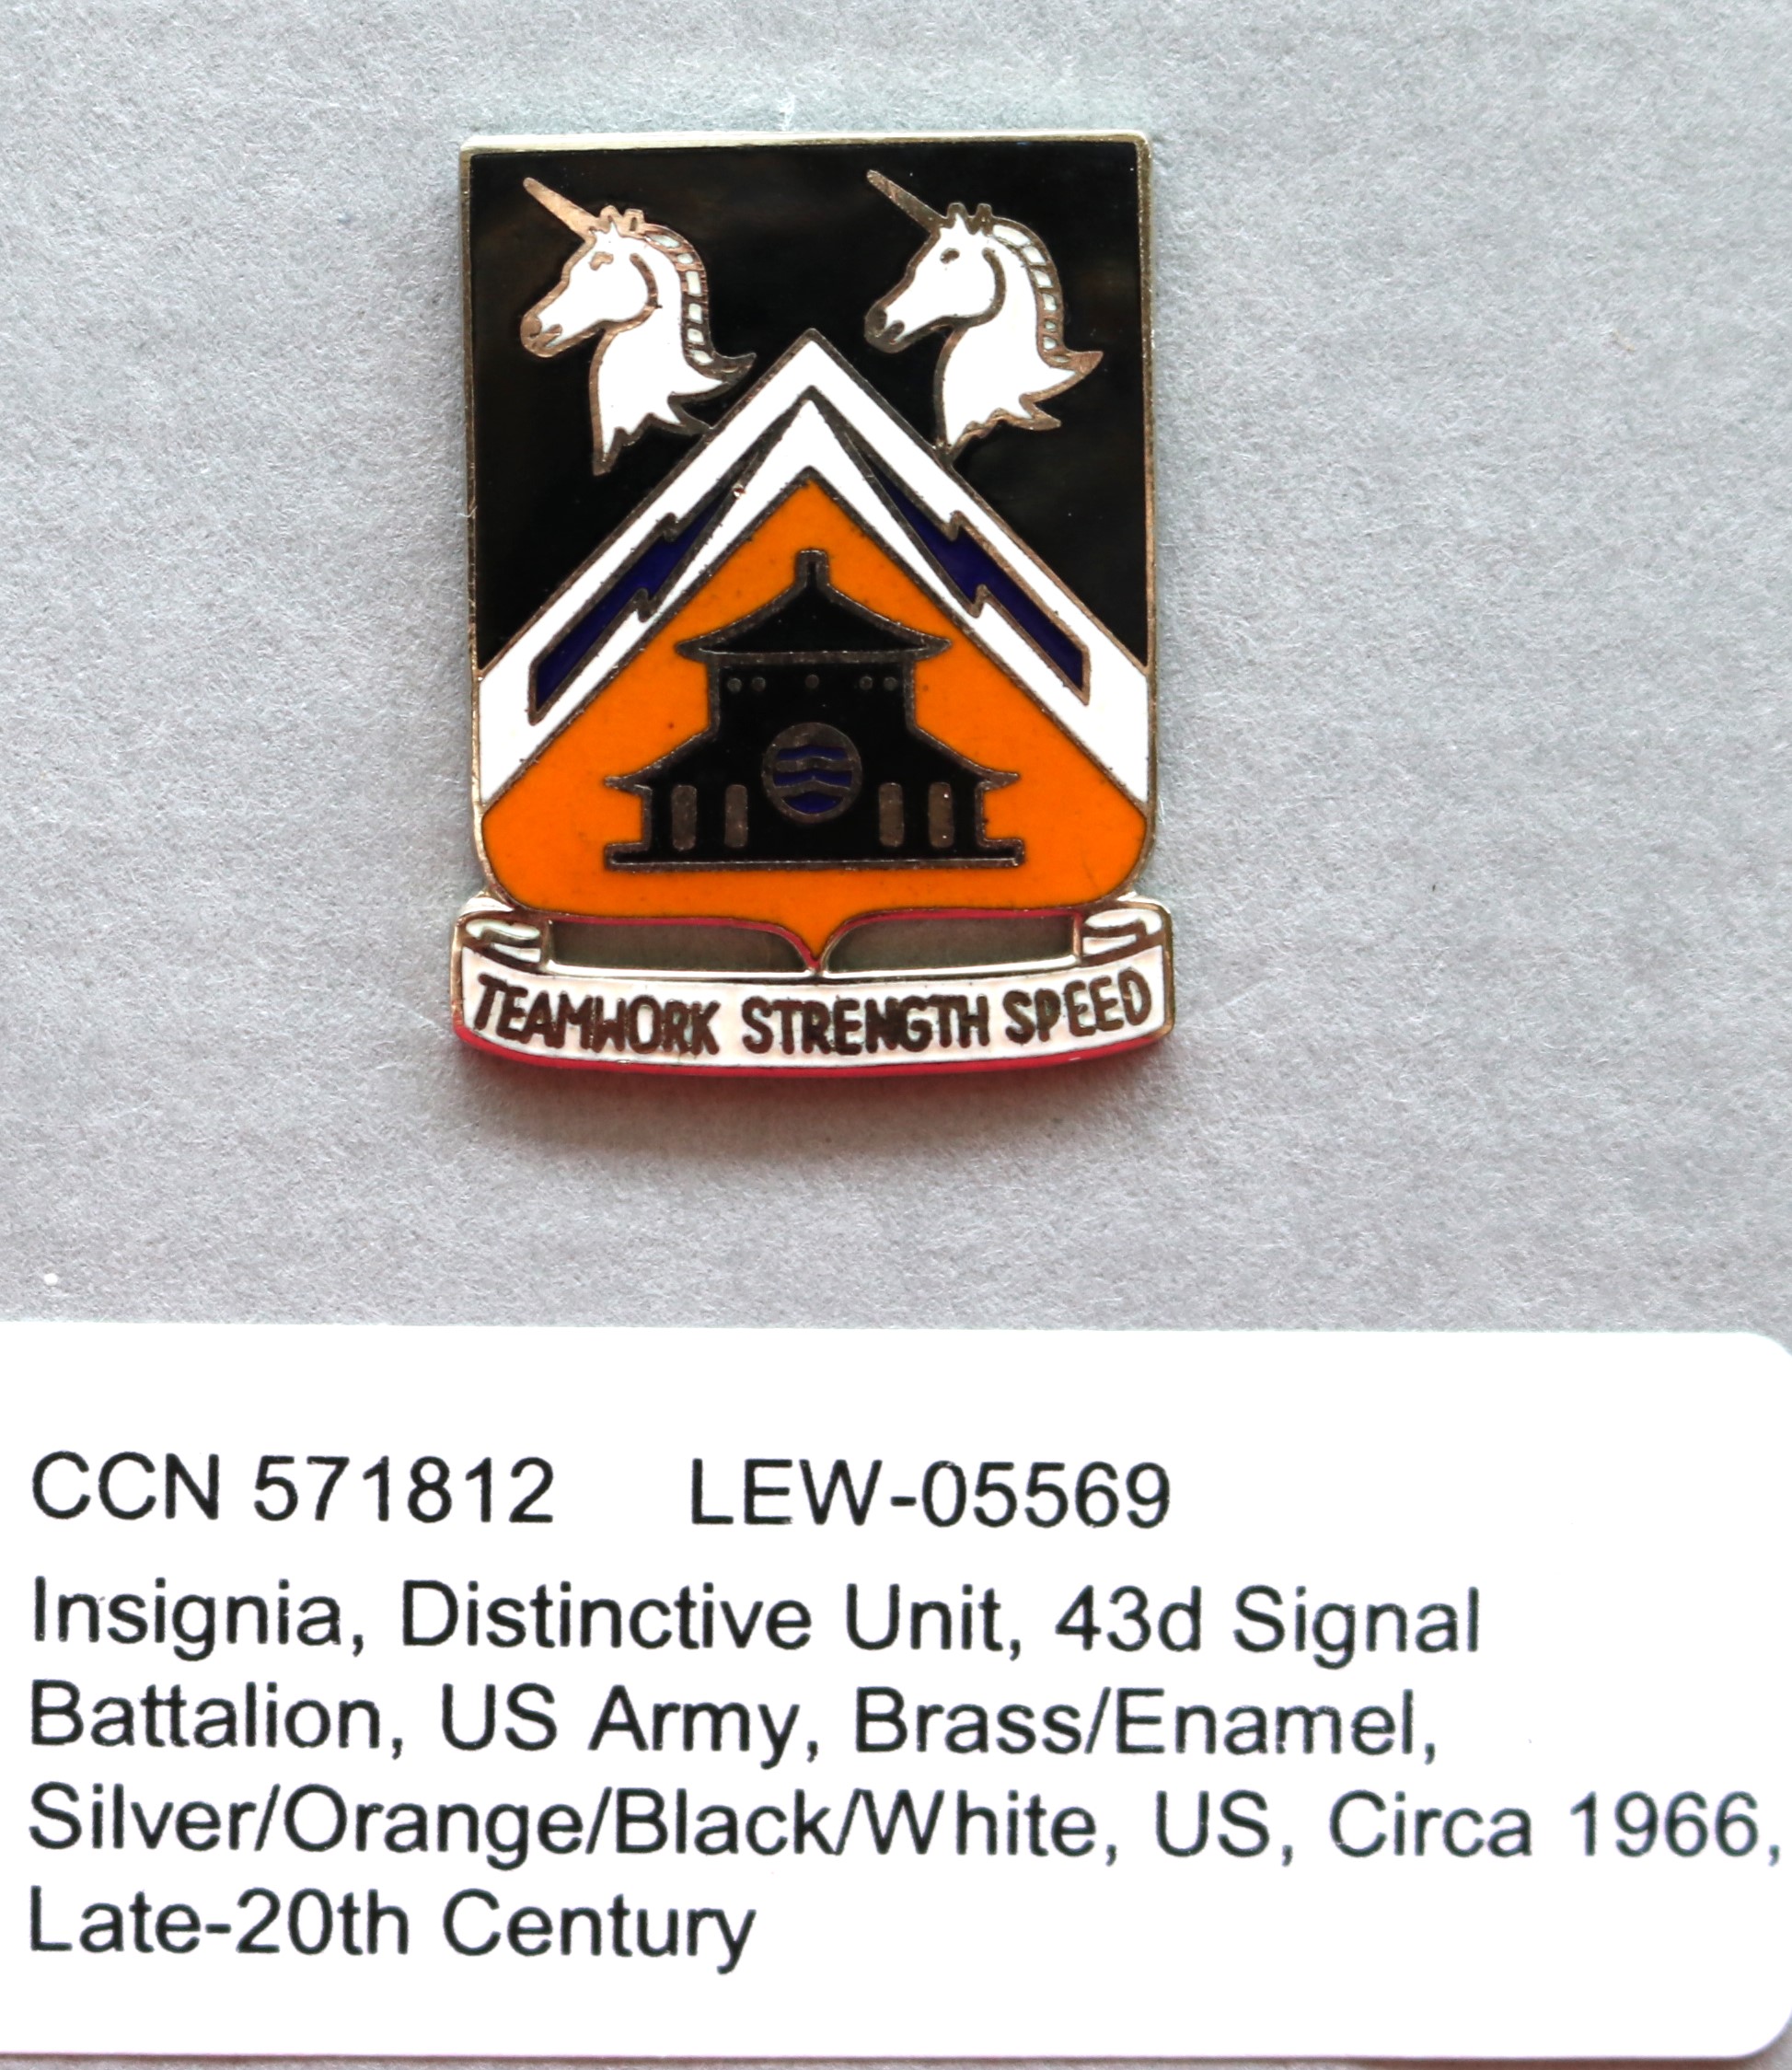 TEAMWORK STRENGTH SPEED
CCN 571812 LEW-05569
Insignia, Distinctive Unit, 43d Signal
Battalion, US Army, Brass/Enamel,
Silver/Orange/Black/White, US, Circa 1966,
Late-20th Century